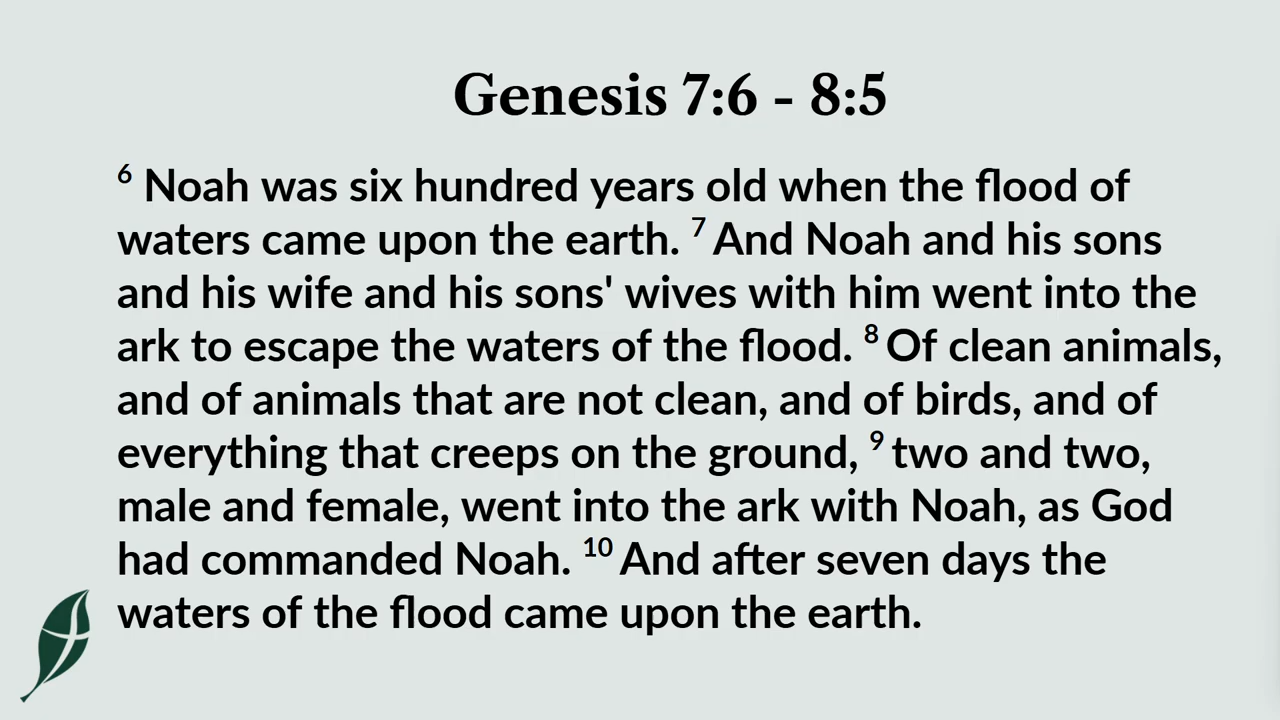 Genesis 7:6 - 8:5
6 Noah was six hundred years old when the flood of
waters came upon the earth. 7 And Noah and his sons
and his wife and his sons' wives with him went into the
ark to escape the waters of the flood. 8 Of clean animals,
and of animals that are not clean, and of birds, and of
everything that creeps on the ground, 9 two and two,
male and female, went into the ark with Noah, as God
had commanded Noah. 10 And after seven days the
waters of the flood came upon the earth.